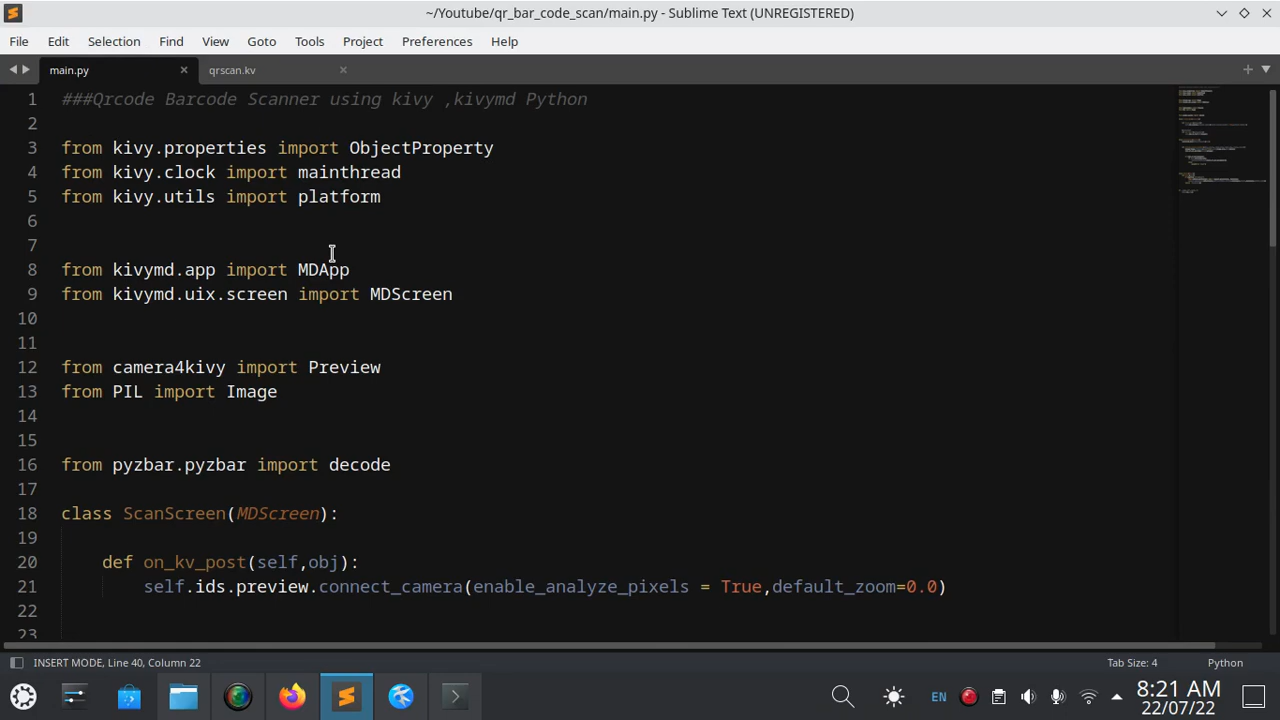 ~/Youtube/qr_bar_code_scan/main.py - Sublime Text (UNREGISTERED)
File Edit Selection Find View Goto Tools Project Preferences Help
main.py qrscan.kv
1 ###Qrcode Barcode Scanner using kivy ,kivymd Python
2
3 from kivy.properties import ObjectProperty
4 from kivy.clock import mainthread
5 from kivy.utils import platform
6
7
8 from kivymd.app import MDApp
9 from kivymd.uix.screen import MDScreen
10
11
12 from camera4kivy import Preview
13 from PIL import Image
14
15
16 from pyzbar.pyzbar import decode
17
18 class ScanScreen(MDScreen):
19
20 def on_kv_post(self,obj):
21 self.ids.preview.connect_camera(enable_analyze_pixels = True,default_zoom=0.0)
22
23
INSERT MODE, Line 40, Column 22 Tab Size: 4 Python
EN 8:21 AM
22/07/22